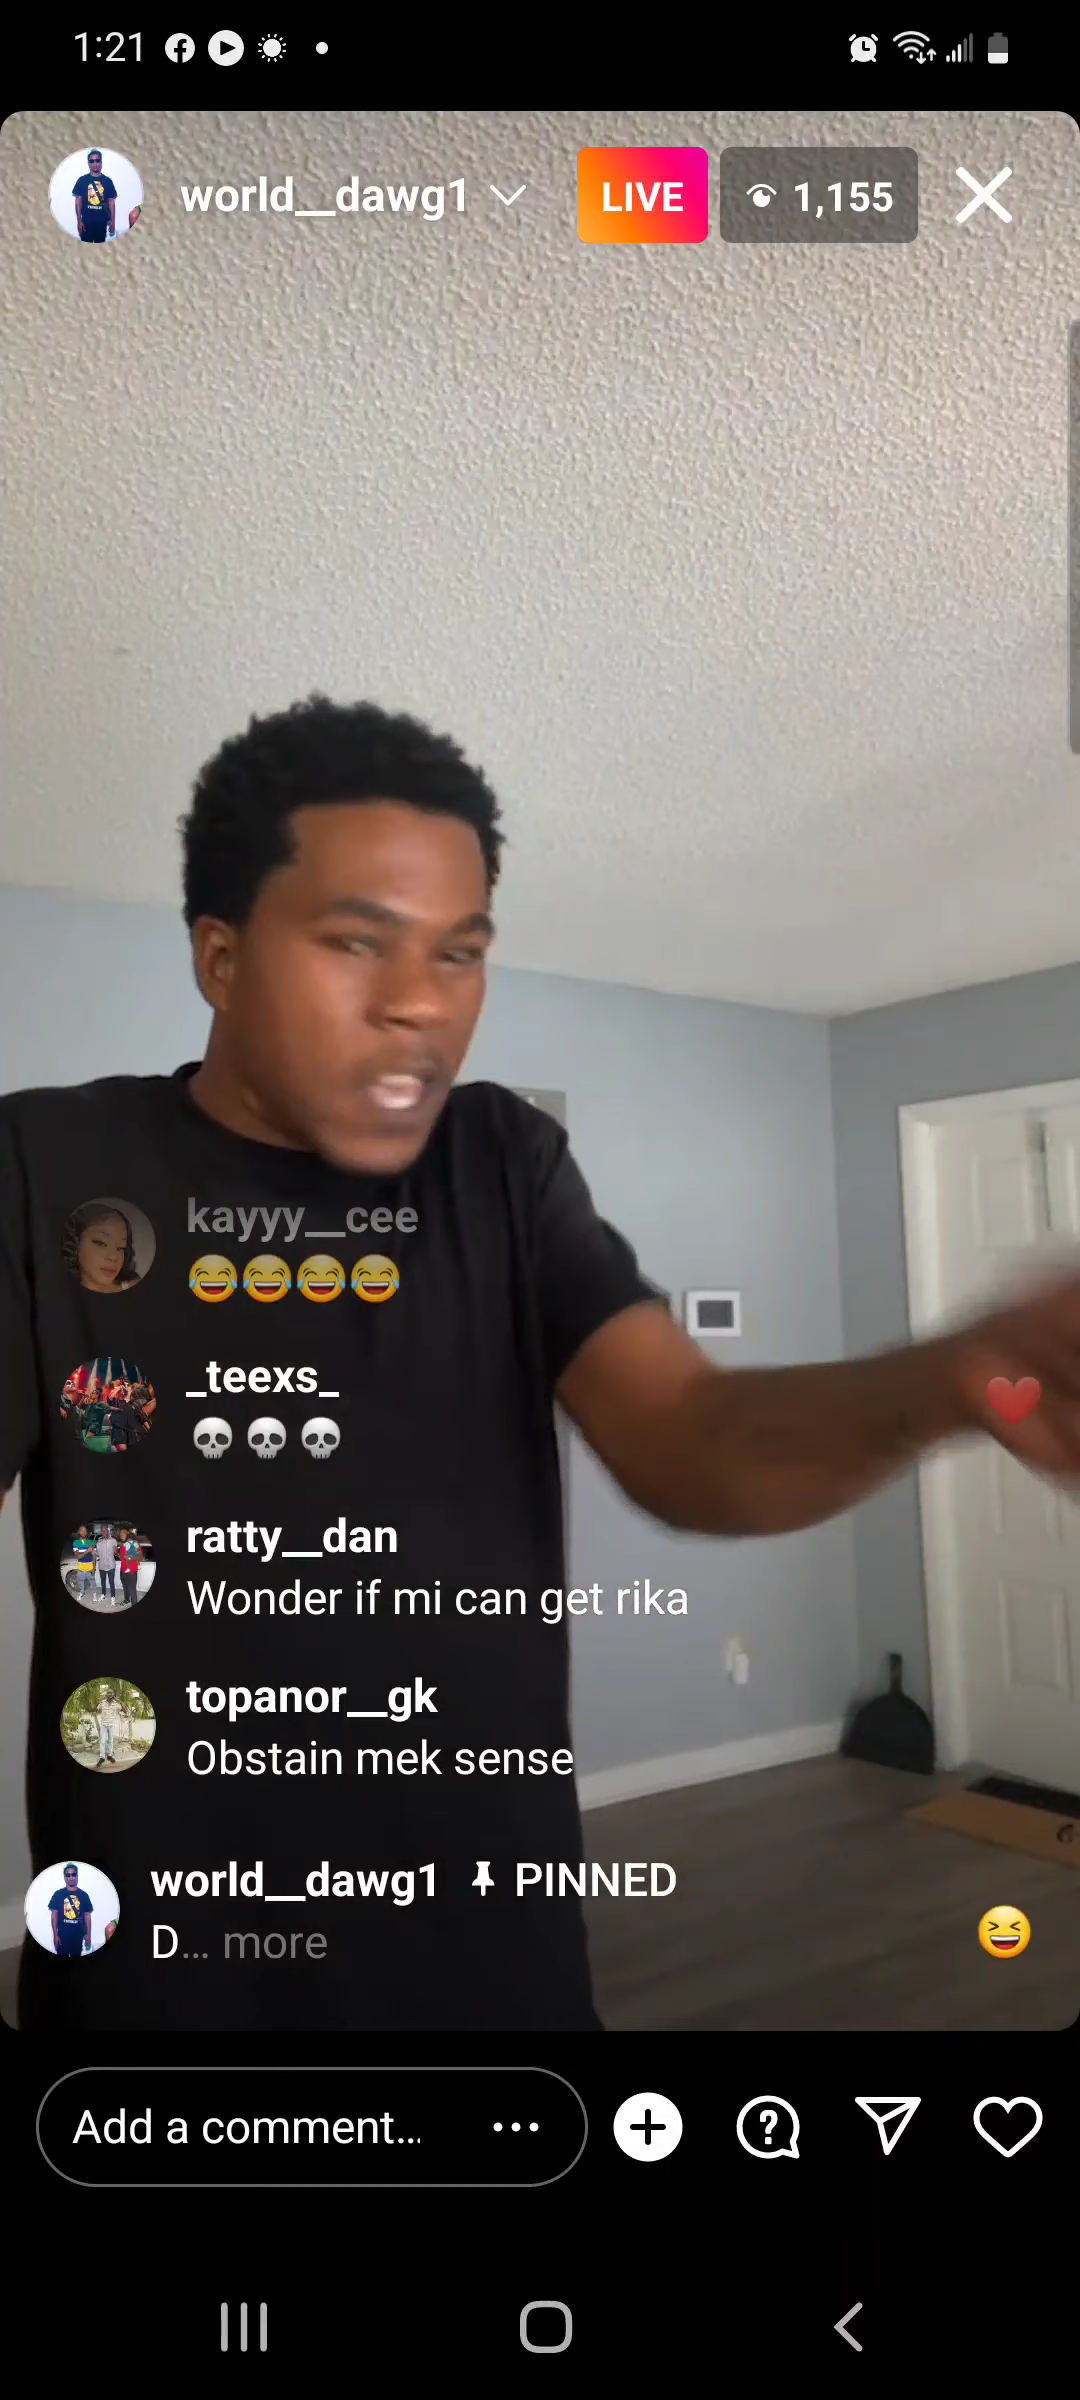 1:21
world__dawg1
LIVE
1,155
kayyy__cee
😂😂😂😂
_teexs_
💀💀💀
ratty__dan
Wonder if mi can get rika
topanor__gk
Obstain mek sense
world__dawg1 PINNED
D... more
Add a comment...